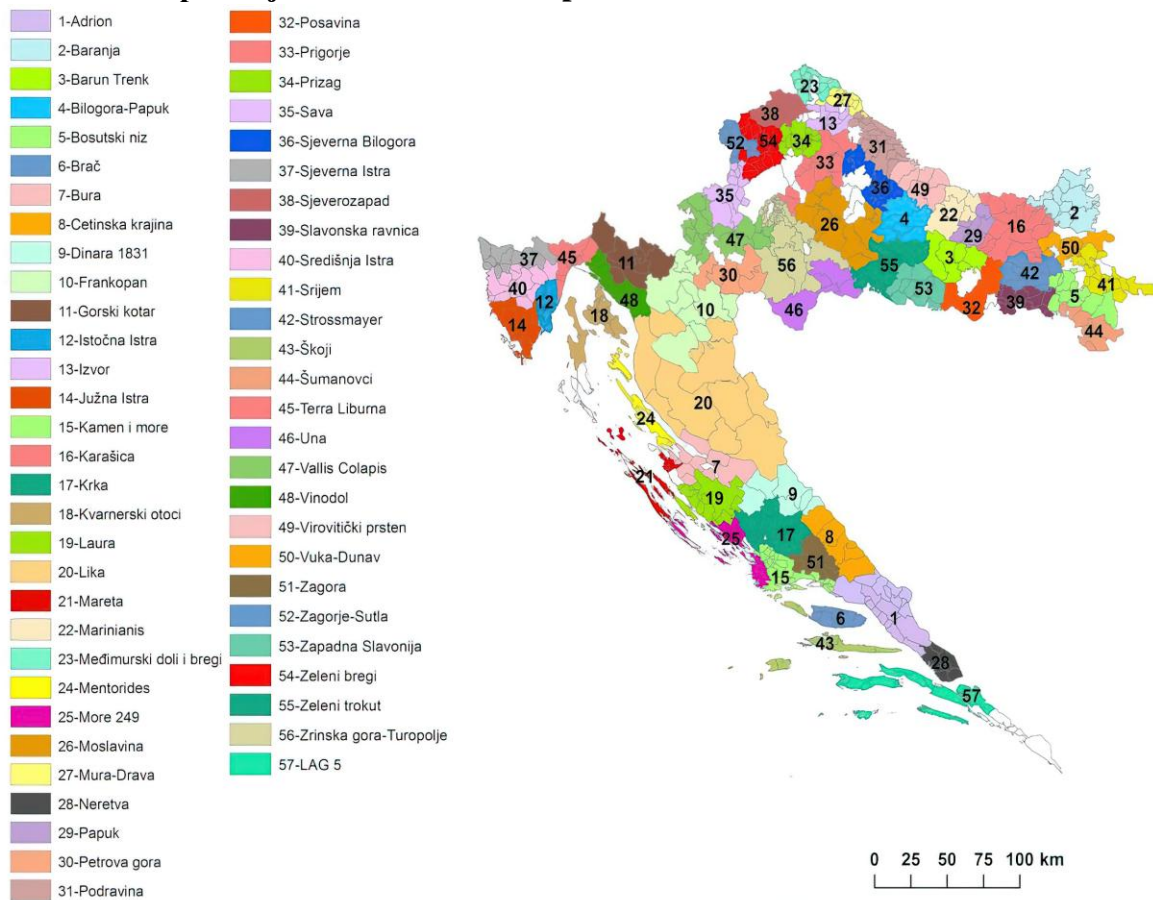 1-Adrion
2-Baranja
3-Barun Trenk
4-Bilogora-Papuk
5-Bosutski niz
6-Brač
7-Bura
8-Cetinska krajina
9-Dinara 1831
10-Frankopan
11-Gorski kotar
12-Istočna Istra
13-Izvor
14-Južna Istra
15-Kamen i more
16-Karašica
17-Krka
18-Kvarnerski otoci
19-Laura
20-Lika
21-Mareta
22-Marinianis
23-Međimurski doli i bregi
24-Mentorides
25-More 249
26-Moslavina
27-Mura-Drava
28-Neretva
29-Papuk
30-Petrova gora
31-Podravina
32-Posavina
33-Prigorje
34-Prizag
35-Sava
36-Sjeverna Bilogora
37-Sjeverna Istra
38-Sjeverozapad
39-Slavonska ravnica
40-Središnja Istra
41-Srijem
42-Strossmayer
43-Škoji
44-Šumanovci
45-Terra Liburna
46-Una
47-Vallis Colapis
48-Vinodol
49-Virovitički prsten
50-Vuka-Dunav
51-Zagora
52-Zagorje-Sutla
53-Zapadna Slavonija
54-Zeleni bregi
55-Zeleni trokut
56-Zrinska gora-Turopolje
57-LAG 5
23
27
38
13
52
54
34
31
33
35
36
49
2
4
22
16
26
29
47
50
45
11
3
37
56
55
42
41
30
40
53
5
12
48
46
32
39
10
18
14
44
20
24
7
21
19
9
25
17
8
51
15
6
1
43
28
57
0 25 50 75 100 km